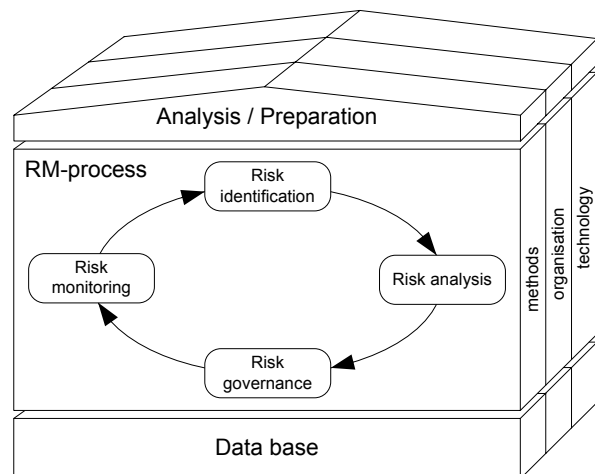 Analysis / Preparation
RM-process
Risk
identification
Risk analysis
Risk
governance
Risk
monitoring
methods
organisation
technology
Data base